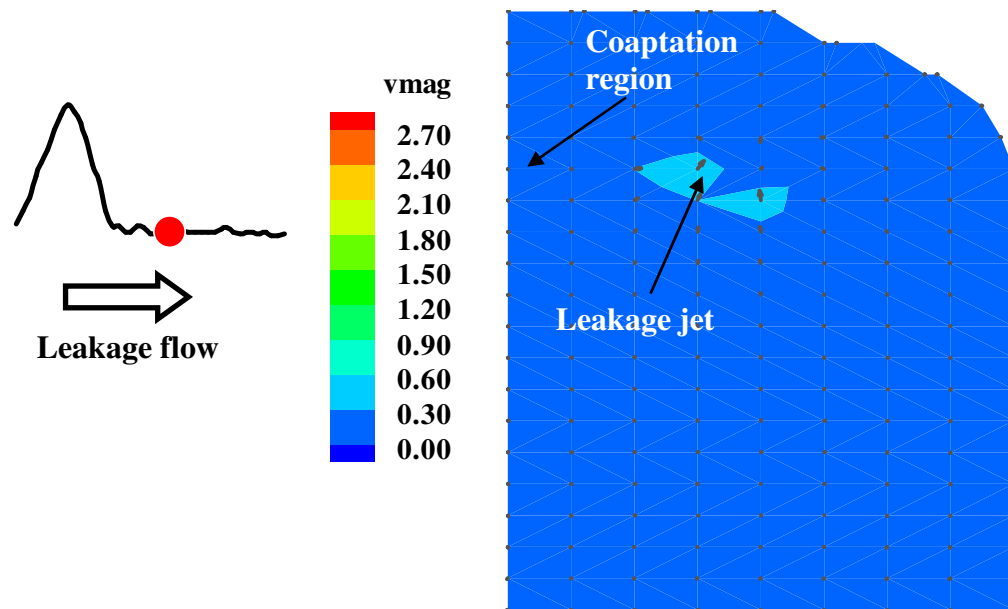 vmag
2.70
2.40
2.10
1.80
1.50
1.20
0.90
0.60
0.30
0.00
Leakage flow
Coaptation
region
Leakage jet